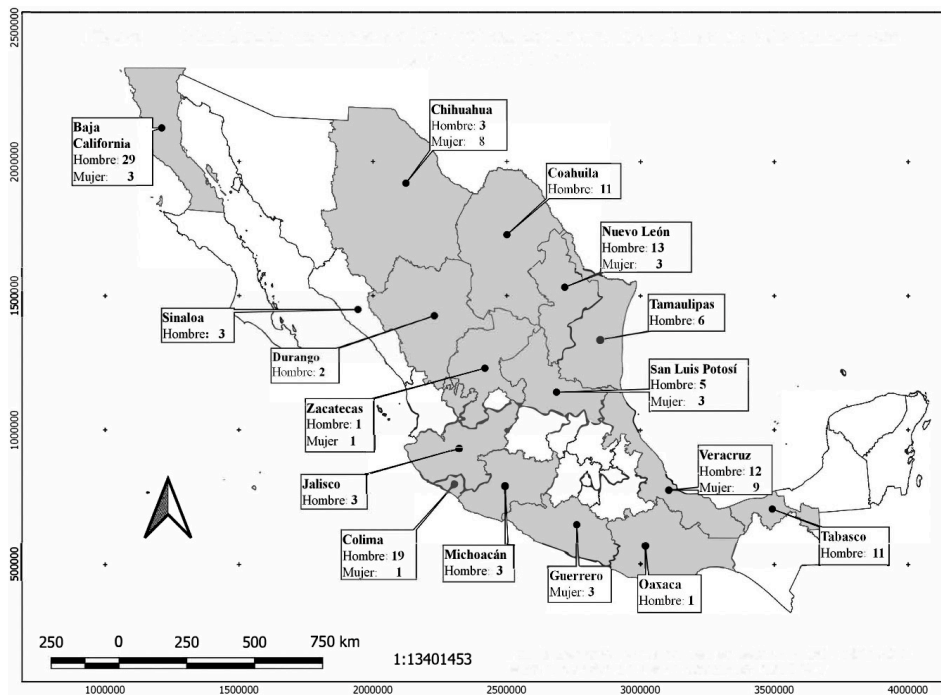 2500000
2000000
1500000
1000000
500000
Baja
California
Hombre: 29
Mujer: 3
Chihuahua
Hombre: 3
Mujer: 8
Coahuila
Hombre: 11
Nuevo León
Hombre: 13
Mujer: 3
Sinaloa
Hombre: 3
Tamaulipas
Hombre: 6
Durango
Hombre: 2
San Luis Potosí
Hombre: 5
Mujer: 3
Zacatecas
Hombre: 1
Mujer 1
Veracruz
Hombre: 12
Mujer: 9
Jalisco
Hombre: 3
Colima
Hombre: 19
Mujer: 1
Michoacán
Hombre: 3
Guerrero
Mujer: 3
Oaxaca
Hombre: 1
Tabasco
Hombre: 11
250 0 250 500 750 km
1:13401453
1000000 1500000 2000000 2500000 3000000 3500000 4000000